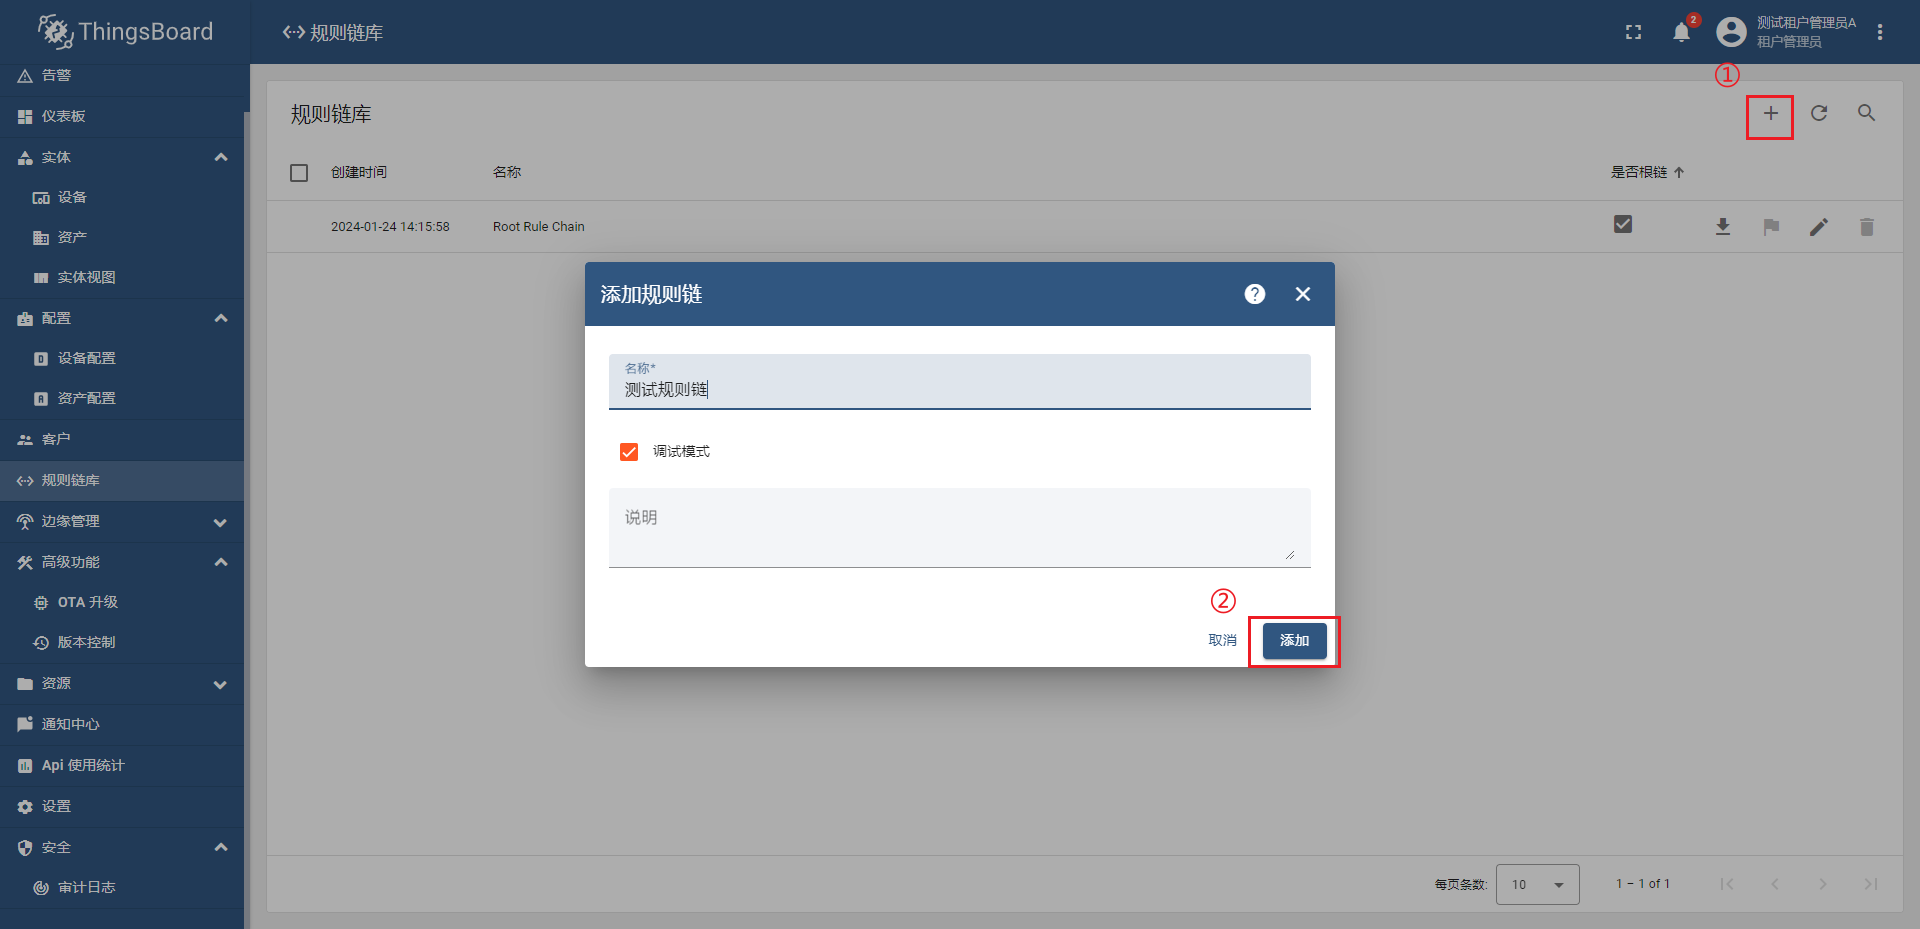 ThingsBoard
规则链库
2
测试租户管理员A
租户管理员
告警
仪表板
实体
设备
资产
实体视图
配置
设备配置
资产配置
客户
规则链库
边缘管理
高级功能
OTA 升级
版本控制
资源
通知中心
Api 使用统计
设置
安全
审计日志
①
规则链库
创建时间 名称 是否根链
2024-01-24 14:15:58 Root Rule Chain
添加规则链
名称*
测试规则链
调试模式
说明
②
取消 添加
每页条数: 10 1 – 1 of 1